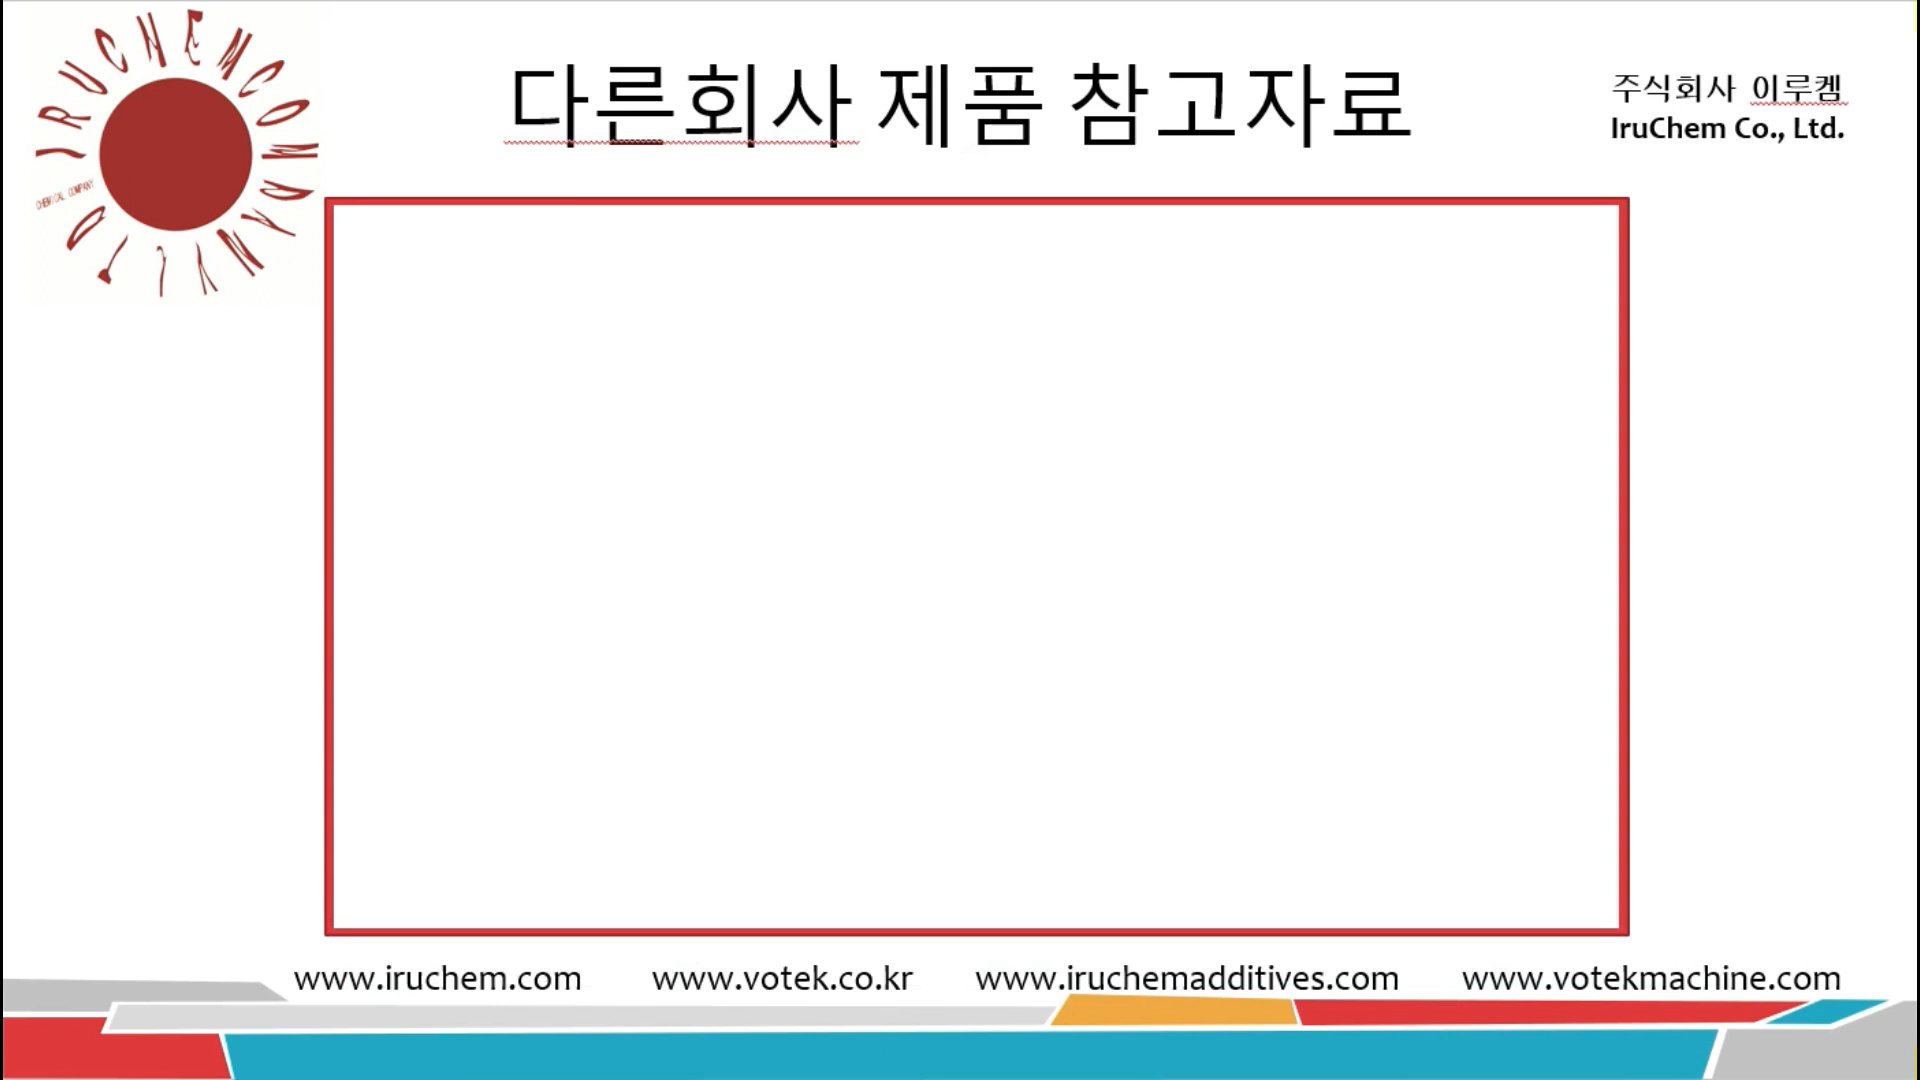 IRUCHEMCOMPANYLTD
CHEMICAL COMPANY
다른회사 제품 참고자료
주식회사 이루켐
IruChem Co., Ltd.
www.iruchem.com www.votek.co.kr www.iruchemadditives.com www.votekmachine.com